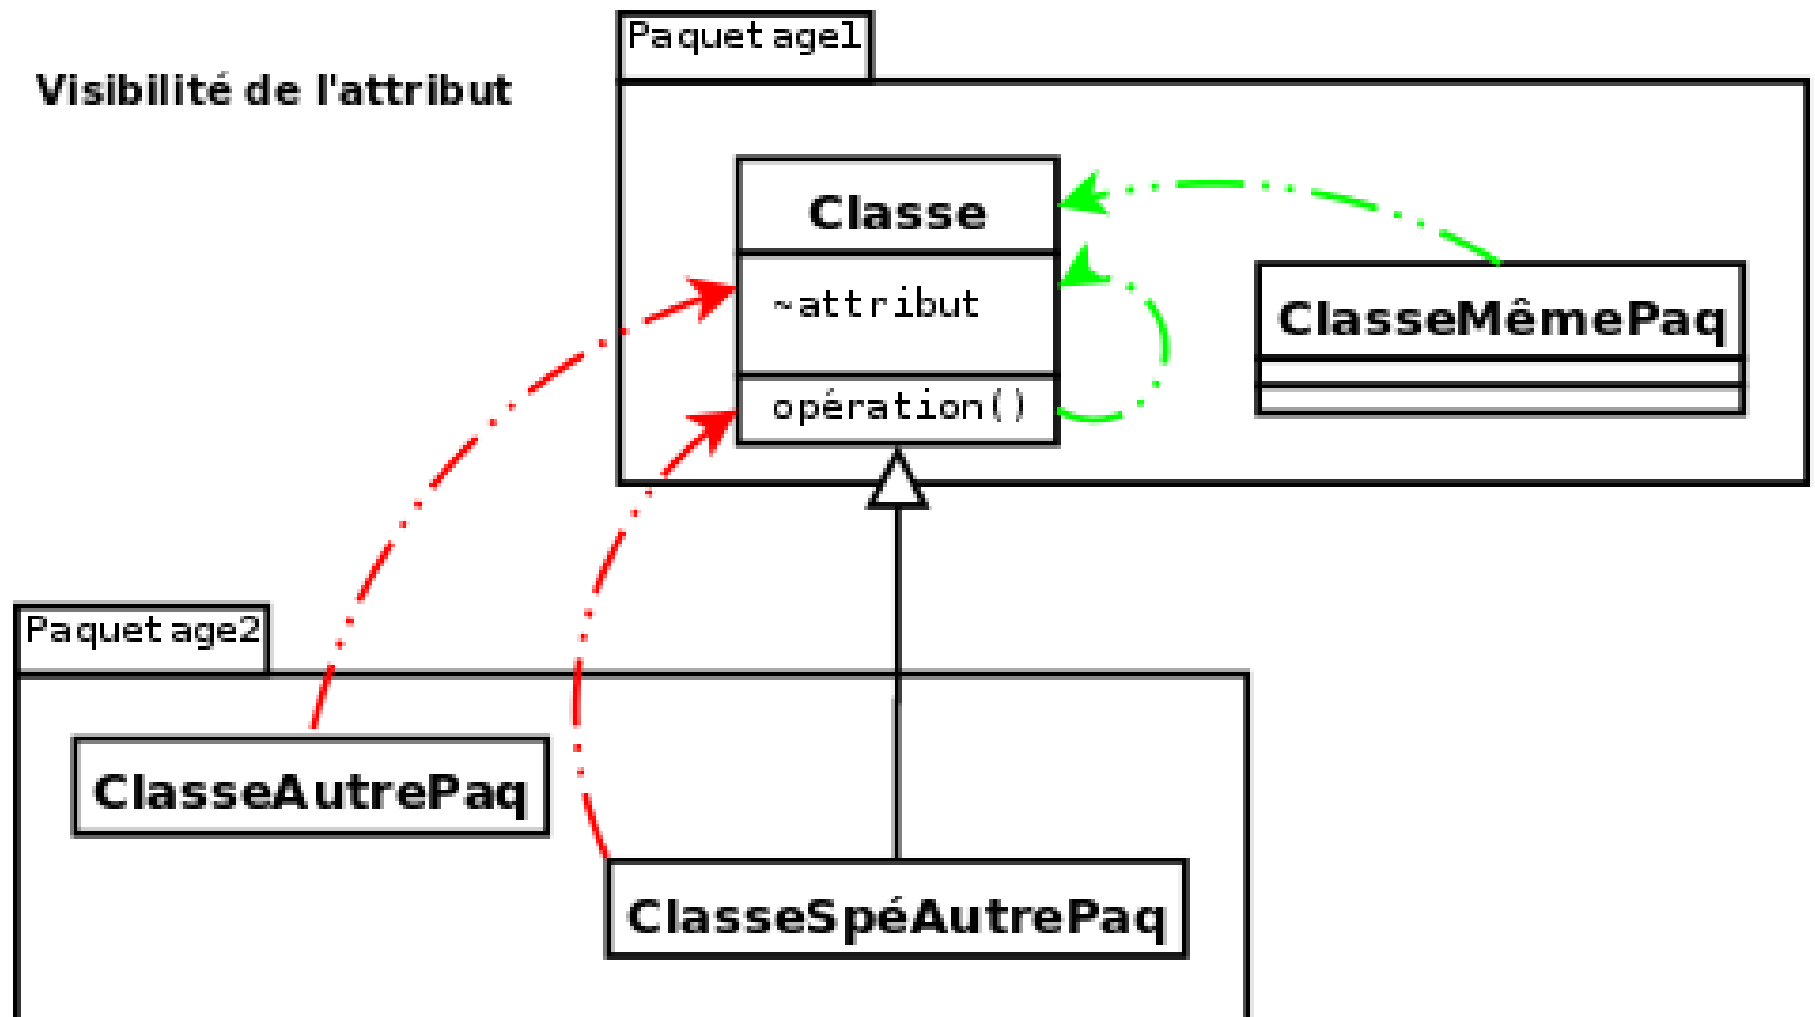 Paquetage1
Visibilité de l'attribut
Classe
~attribut
opération()
ClasseMêmePaq
Paquetage2
ClasseAutrePaq
ClasseSpéAutrePaq